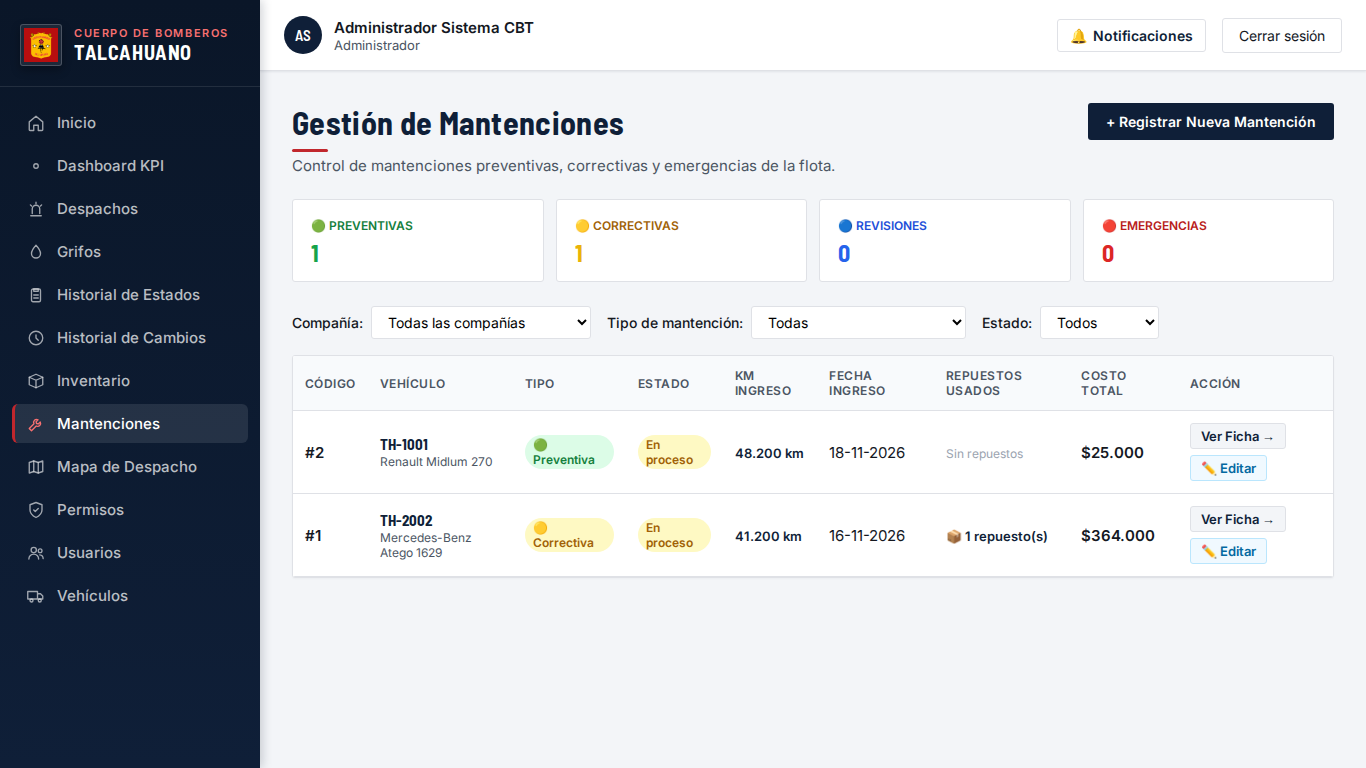 CUERPO DE BOMBEROS
TALCAHUANO
Inicio
Dashboard KPI
Despachos
Grifos
Historial de Estados
Historial de Cambios
Inventario
Mantenciones
Mapa de Despacho
Permisos
Usuarios
Vehículos
AS
Administrador Sistema CBT
Administrador
🔔 Notificaciones
Cerrar sesión
Gestión de Mantenciones
Control de mantenciones preventivas, correctivas y emergencias de la flota.
+ Registrar Nueva Mantención
🟢 PREVENTIVAS
1
🟡 CORRECTIVAS
1
🔵 REVISIONES
0
🔴 EMERGENCIAS
0
Compañía: Todas las compañías Tipo de mantención: Todas Estado: Todos
CÓDIGO VEHÍCULO TIPO ESTADO KM INGRESO FECHA INGRESO REPUESTOS USADOS COSTO TOTAL ACCIÓN
#2
TH-1001
Renault Midlum 270
🟢
Preventiva
En
proceso
48.200 km
18-11-2026
Sin repuestos
$25.000
Ver Ficha →
✏️ Editar
#1
TH-2002
Mercedes-Benz
Atego 1629
🟡
Correctiva
En
proceso
41.200 km
16-11-2026
📦 1 repuesto(s)
$364.000
Ver Ficha →
✏️ Editar